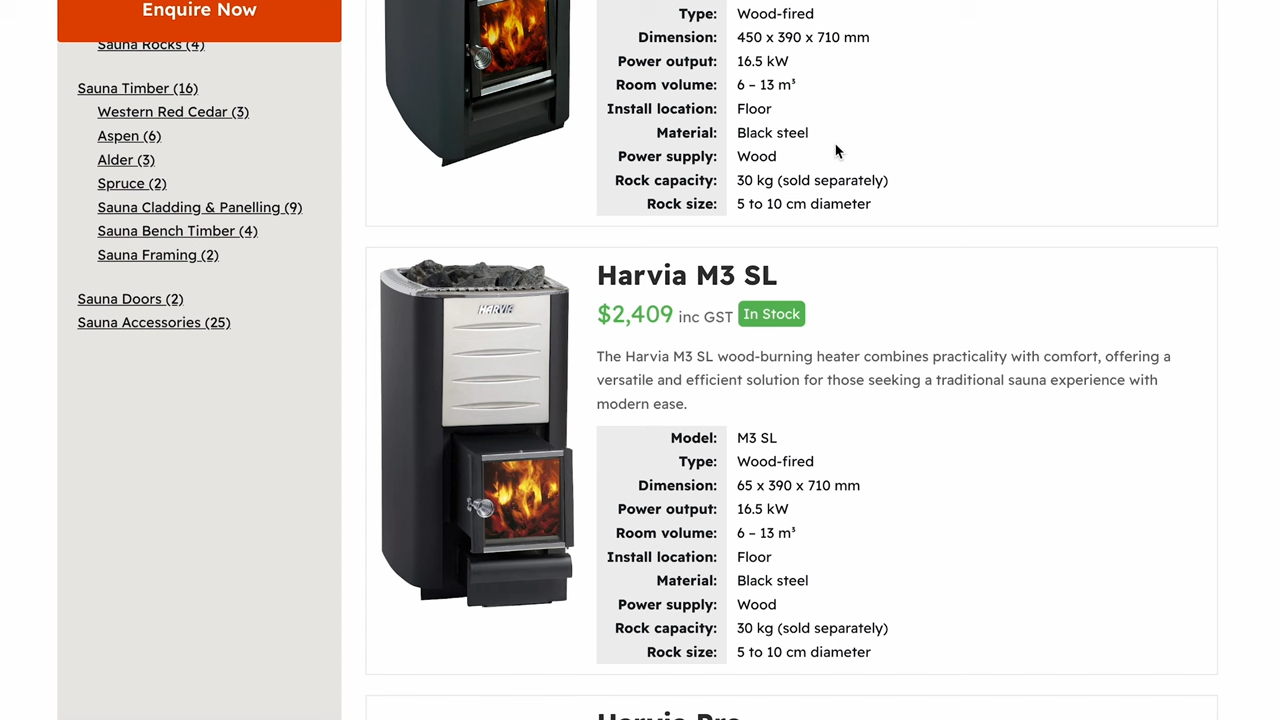 Enquire Now
Sauna Rocks (4)
Sauna Timber (16)
Western Red Cedar (3)
Aspen (6)
Alder (3)
Spruce (2)
Sauna Cladding & Panelling (9)
Sauna Bench Timber (4)
Sauna Framing (2)
Sauna Doors (2)
Sauna Accessories (25)
Type: Wood-fired
Dimension: 450 x 390 x 710 mm
Power output: 16.5 kW
Room volume: 6 – 13 m³
Install location: Floor
Material: Black steel
Power supply: Wood
Rock capacity: 30 kg (sold separately)
Rock size: 5 to 10 cm diameter
HARVIA
Harvia M3 SL
$2,409 inc GST In Stock
The Harvia M3 SL wood-burning heater combines practicality with comfort, offering a
versatile and efficient solution for those seeking a traditional sauna experience with
modern ease.
Model: M3 SL
Type: Wood-fired
Dimension: 65 x 390 x 710 mm
Power output: 16.5 kW
Room volume: 6 – 13 m³
Install location: Floor
Material: Black steel
Power supply: Wood
Rock capacity: 30 kg (sold separately)
Rock size: 5 to 10 cm diameter
Harvia Pro